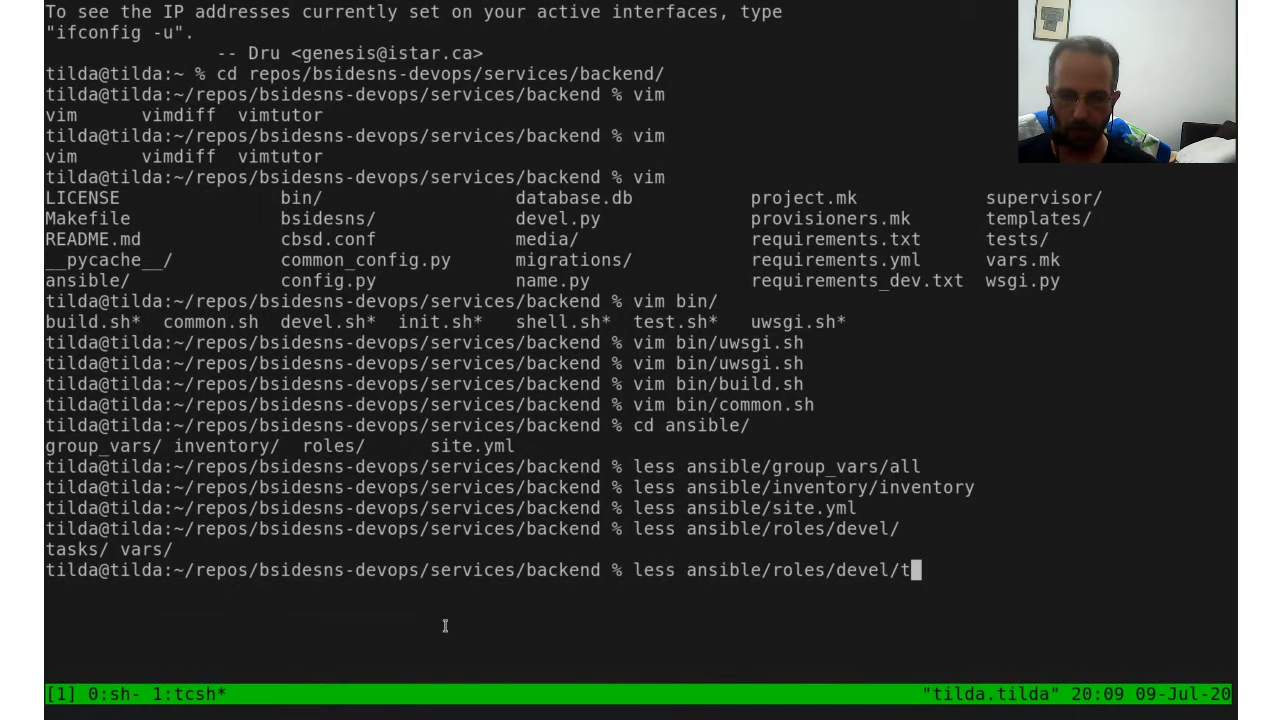 To see the IP addresses currently set on your active interfaces, type
"ifconfig -u".
-- Dru <genesis@istar.ca>
tilda@tilda:~ % cd repos/bsidesns-devops/services/backend/
tilda@tilda:~/repos/bsidesns-devops/services/backend % vim
vim vimdiff vimtutor
tilda@tilda:~/repos/bsidesns-devops/services/backend % vim
vim vimdiff vimtutor
tilda@tilda:~/repos/bsidesns-devops/services/backend % vim
LICENSE bin/ database.db project.mk supervisor/
Makefile bsidesns/ devel.py provisioners.mk templates/
README.md cbsd.conf media/ requirements.txt tests/
__pycache__/ common_config.py migrations/ requirements.yml vars.mk
ansible/ config.py name.py requirements_dev.txt wsgi.py
tilda@tilda:~/repos/bsidesns-devops/services/backend % vim bin/
build.sh* common.sh devel.sh* init.sh* shell.sh* test.sh* uwsgi.sh*
tilda@tilda:~/repos/bsidesns-devops/services/backend % vim bin/uwsgi.sh
tilda@tilda:~/repos/bsidesns-devops/services/backend % vim bin/uwsgi.sh
tilda@tilda:~/repos/bsidesns-devops/services/backend % vim bin/build.sh
tilda@tilda:~/repos/bsidesns-devops/services/backend % vim bin/common.sh
tilda@tilda:~/repos/bsidesns-devops/services/backend % cd ansible/
group_vars/ inventory/ roles/ site.yml
tilda@tilda:~/repos/bsidesns-devops/services/backend % less ansible/group_vars/all
tilda@tilda:~/repos/bsidesns-devops/services/backend % less ansible/inventory/inventory
tilda@tilda:~/repos/bsidesns-devops/services/backend % less ansible/site.yml
tilda@tilda:~/repos/bsidesns-devops/services/backend % less ansible/roles/devel/
tasks/ vars/
tilda@tilda:~/repos/bsidesns-devops/services/backend % less ansible/roles/devel/t
[1] 0:sh- 1:tcsh* "tilda.tilda" 20:09 09-Jul-20